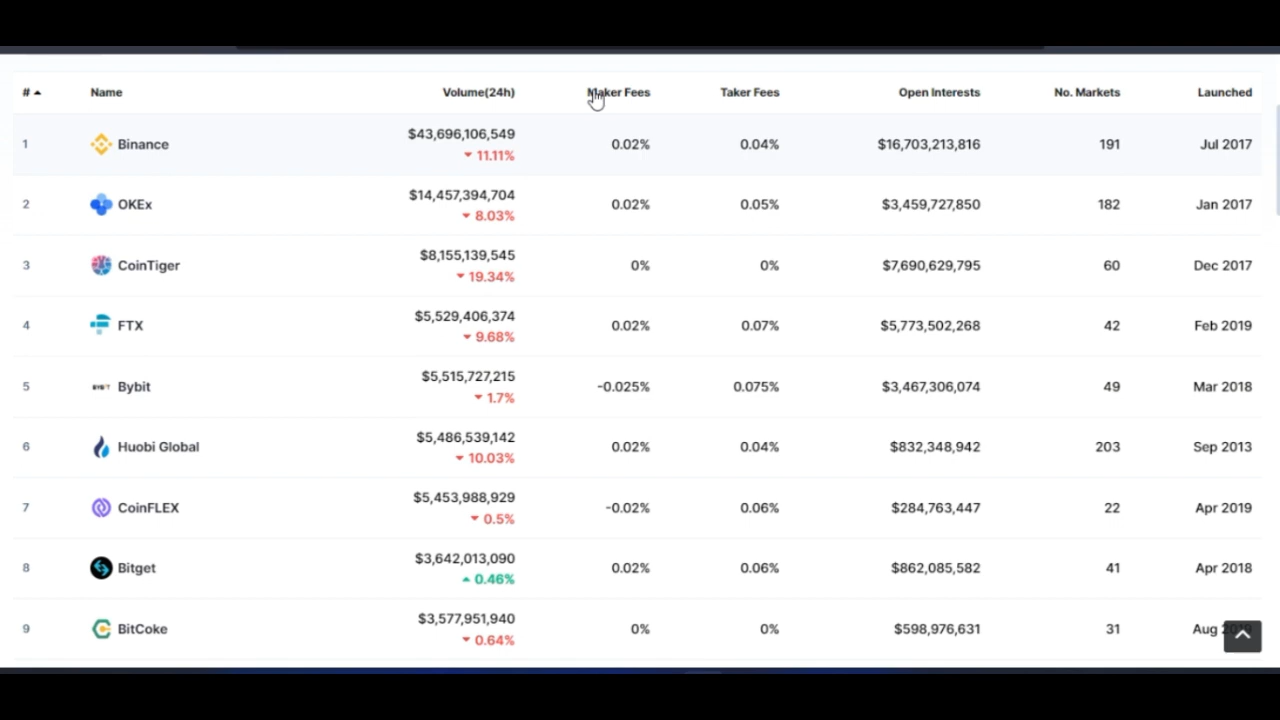 # Name Volume(24h) Maker Fees Taker Fees Open Interests No. Markets Launched
1 Binance $43,696,106,549 0.02% 0.04% $16,703,213,816 191 Jul 2017
11.11%
2 OKEx $14,457,394,704 0.02% 0.05% $3,459,727,850 182 Jan 2017
8.03%
3 CoinTiger $8,155,139,545 0% 0% $7,690,629,795 60 Dec 2017
19.34%
4 FTX $5,529,406,374 0.02% 0.07% $5,773,502,268 42 Feb 2019
9.68%
5 Bybit $5,515,727,215 -0.025% 0.075% $3,467,306,074 49 Mar 2018
1.7%
6 Huobi Global $5,486,539,142 0.02% 0.04% $832,348,942 203 Sep 2013
10.03%
7 CoinFLEX $5,453,988,929 -0.02% 0.06% $284,763,447 22 Apr 2019
0.5%
8 Bitget $3,642,013,090 0.02% 0.06% $862,085,582 41 Apr 2018
0.46%
9 BitCoke $3,577,951,940 0% 0% $598,976,631 31 Aug
0.64%